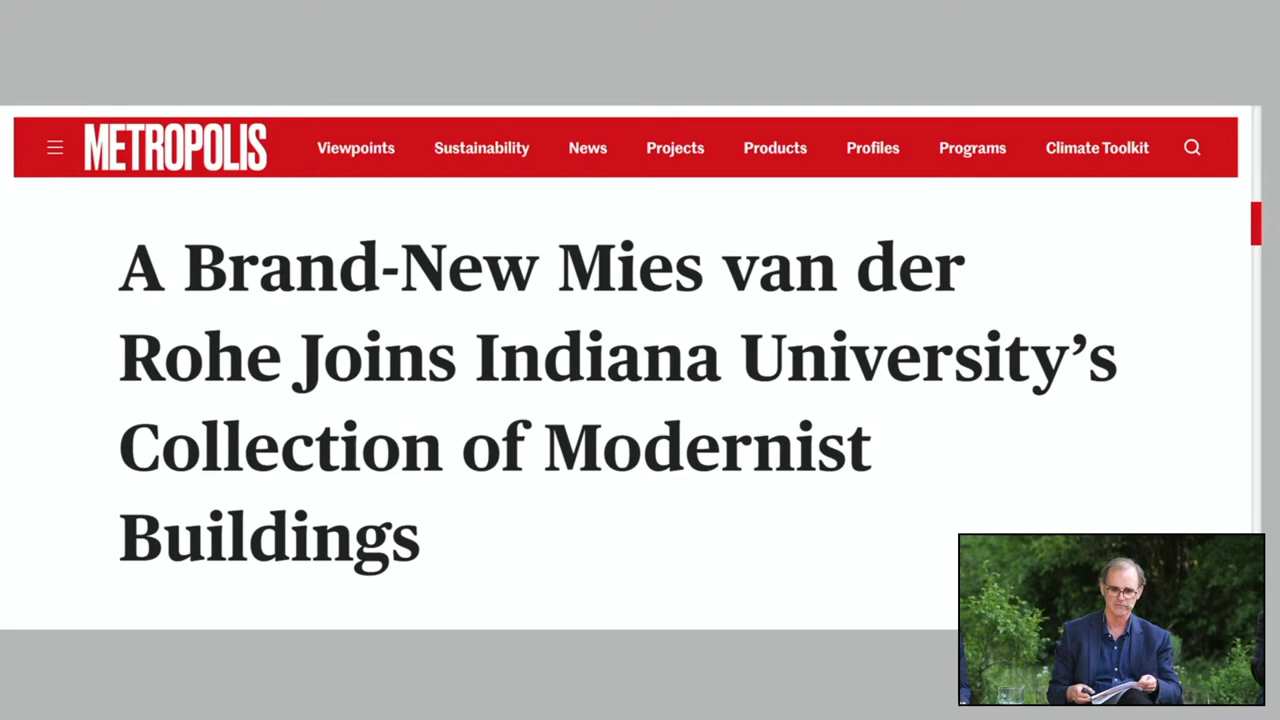 METROPOLIS Viewpoints Sustainability News Projects Products Profiles Programs Climate Toolkit
A Brand-New Mies van der
Rohe Joins Indiana University’s
Collection of Modernist
Buildings